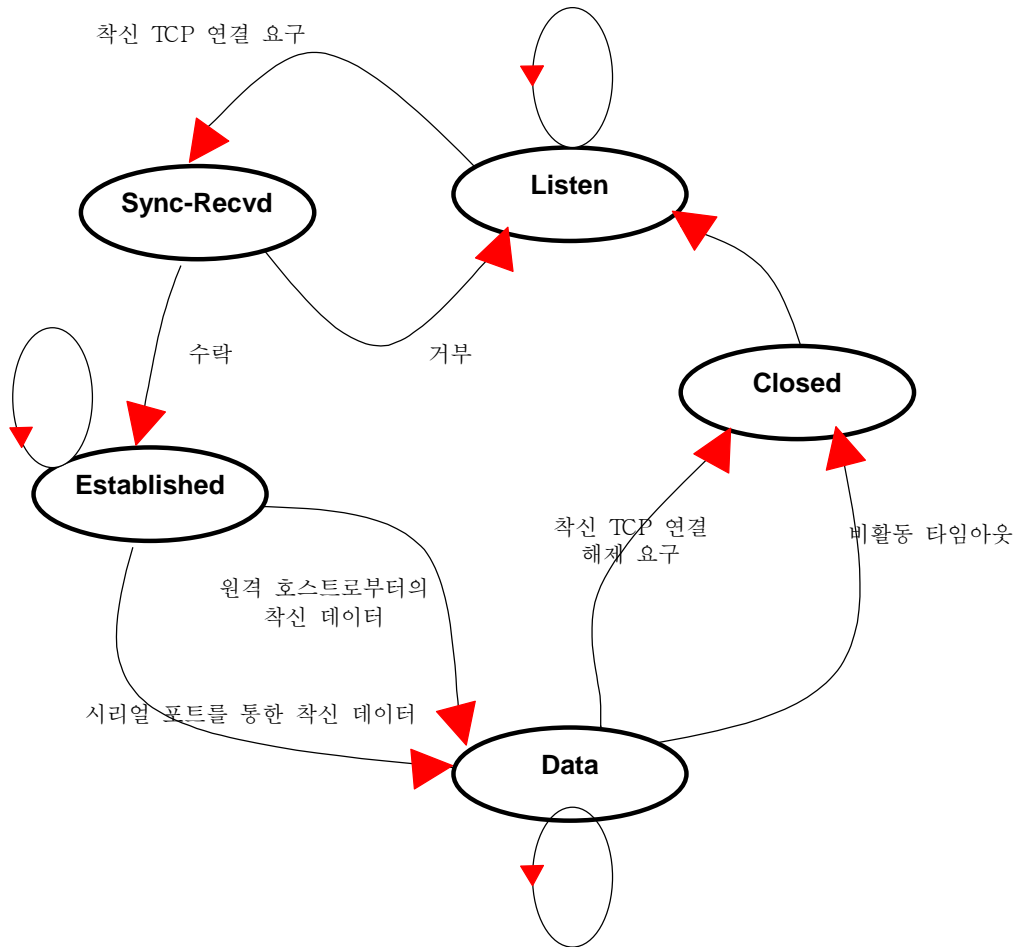 착신 TCP 연결 요구
Listen
Sync-Recvd
수락
거부
Closed
Established
착신 TCP 연결
해제 요구
비활동 타임아웃
원격 호스트로부터의
착신 데이터
시리얼 포트를 통한 착신 데이터
Data